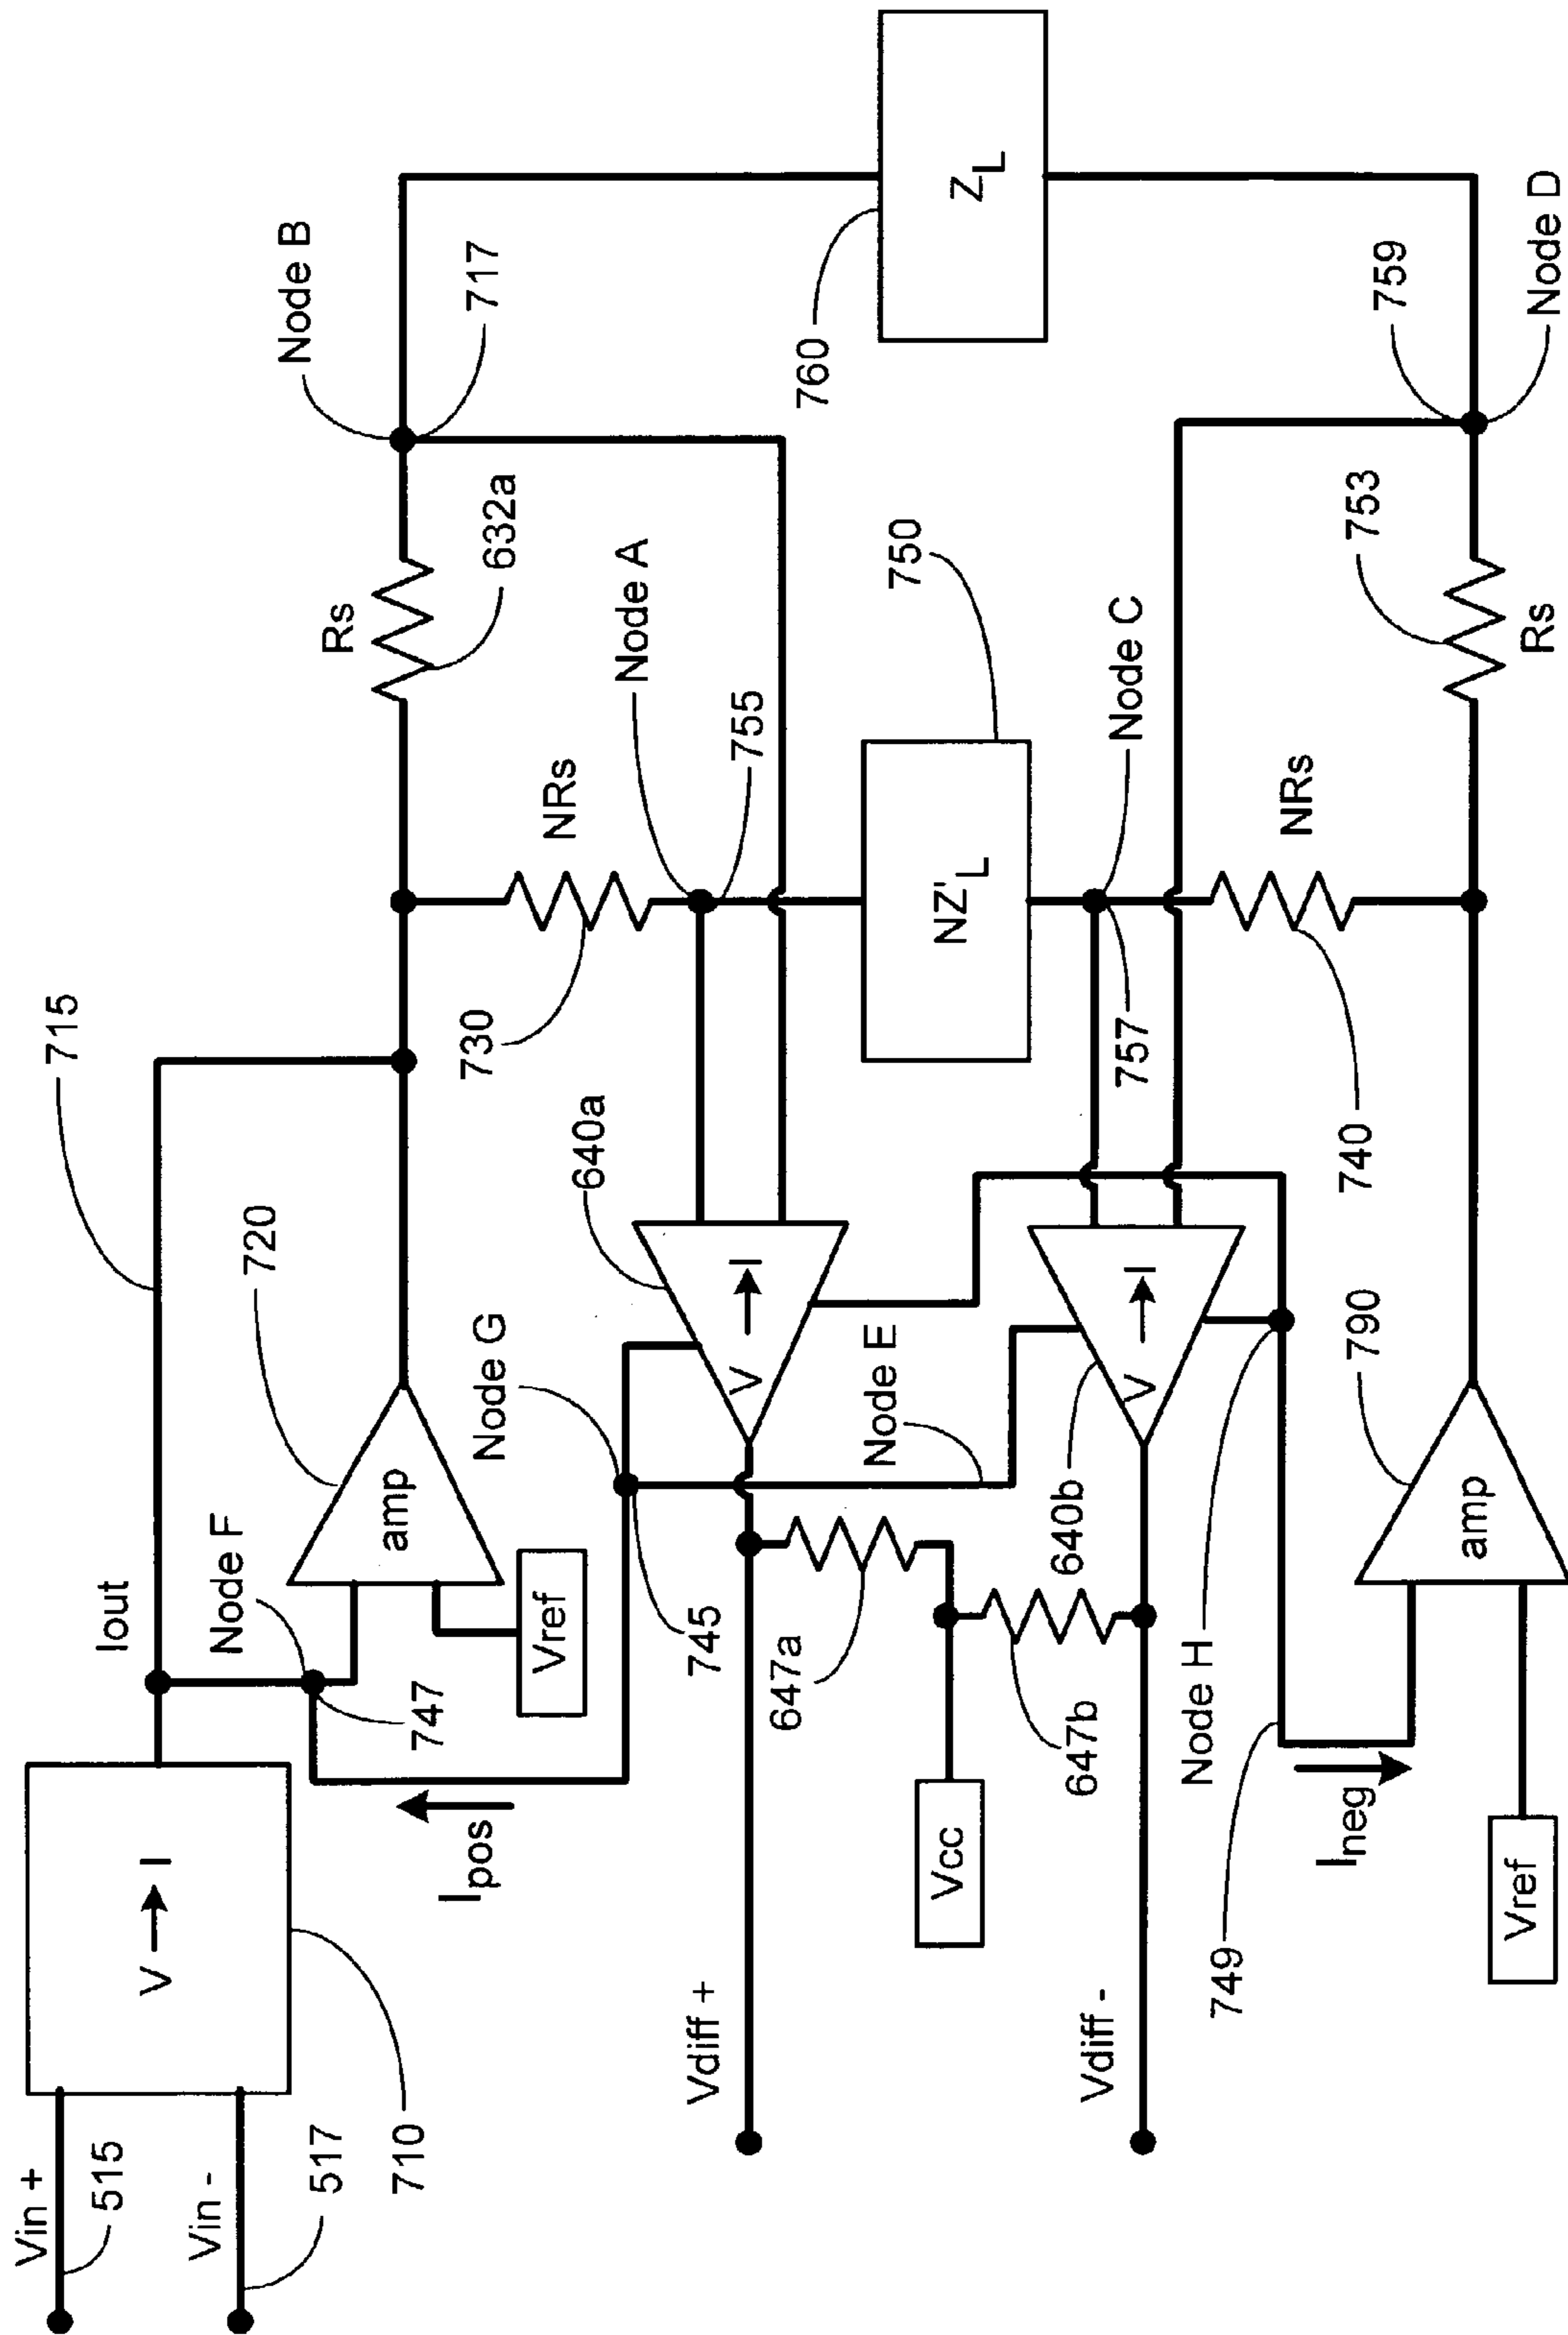 Vin +
515
Vin -
517
V → I
710
Iout
715
Node F
747
Ipos
720
amp
Vref
Node G
745
Rs
632a
Node B
717
NRs
730
Node A
755
640a
V → I
Vdiff +
647a
Vcc
647b
Node E
750
NZ'L
760
ZL
Node C
757
640b
V → I
Vdiff -
Node H
749
Ineg
NRs
740
790
amp
Vref
753
Rs
759
Node D